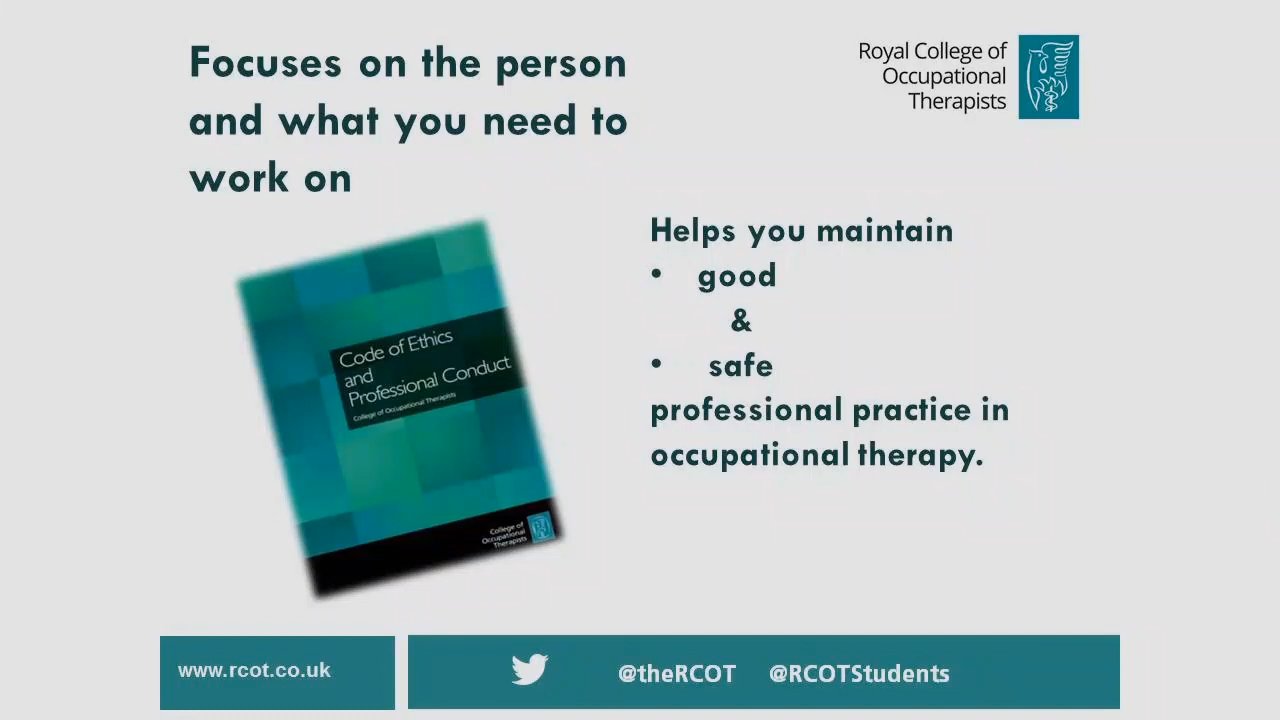 Focuses on the person
and what you need to
work on
Royal College of
Occupational
Therapists
Helps you maintain
• good
&
• safe
professional practice in
occupational therapy.
Code of Ethics
and
Professional Conduct
College of Occupational Therapists
College of
Occupational
Therapists
www.rcot.co.uk
@theRCOT @RCOTStudents